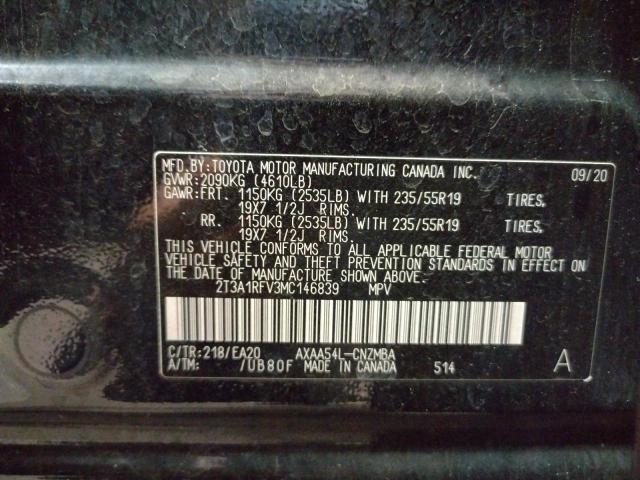 MFD.BY:TOYOTA MOTOR MANUFACTURING CANADA INC. 09/20
GVWR:2090KG (4610LB)
GAWR:FRT. 1150KG (2535LB) WITH 235/55R19 TIRES,
19X7 1/2J RIMS.
RR. 1150KG (2535LB) WITH 235/55R19 TIRES,
19X7 1/2J RIMS.
THIS VEHICLE CONFORMS TO ALL APPLICABLE FEDERAL MOTOR
VEHICLE SAFETY AND THEFT PREVENTION STANDARDS IN EFFECT ON
THE DATE OF MANUFACTURE SHOWN ABOVE.
2T3A1RFV3MC146839 MPV
C/TR:218/EA20 AXAA54L-CNZMBA
A/TM: /UB80F MADE IN CANADA 514 A